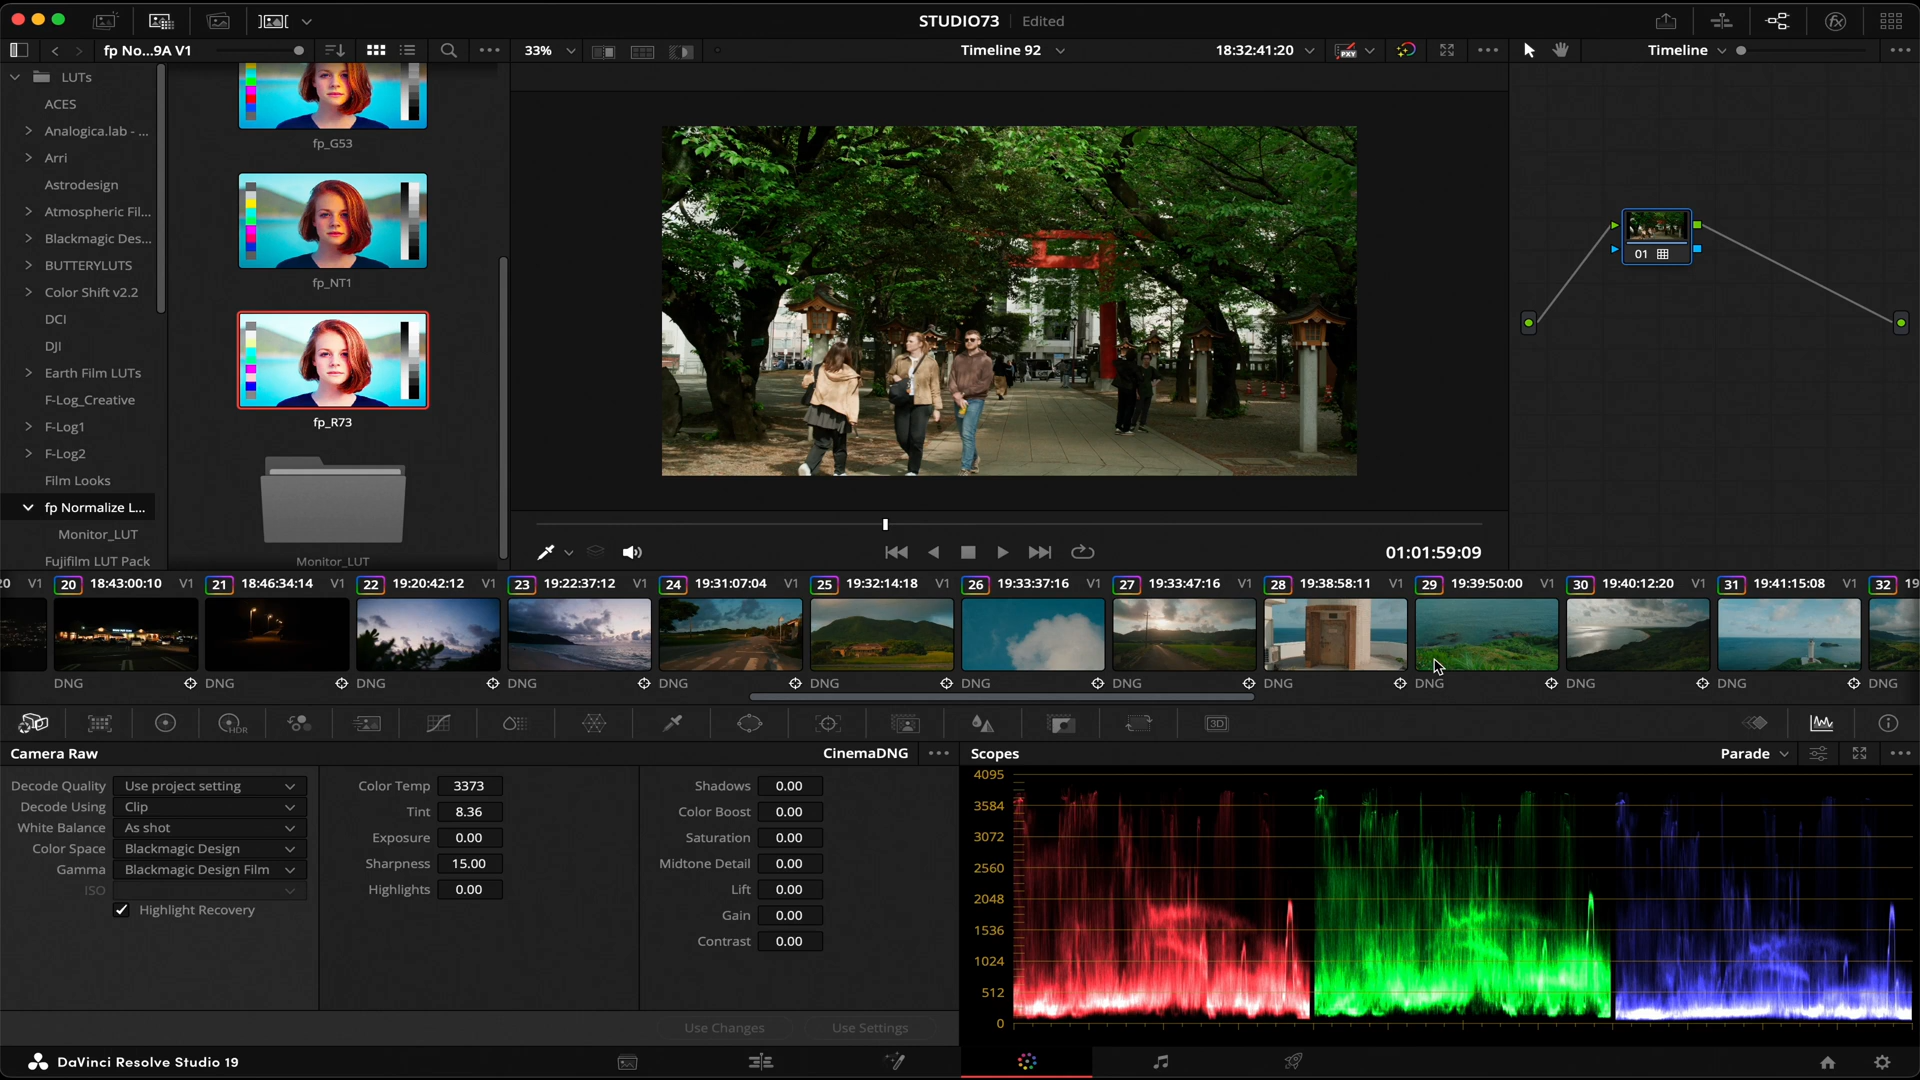 STUDIO73 Edited
fp No...9A V1
33%
Timeline 92
18:32:41:20
PXY
Timeline
LUTs
ACES
Analogica.lab - ...
Arri
Astrodesign
Atmospheric Fil...
Blackmagic Des...
BUTTERYLUTS
Color Shift v2.2
DCI
DJI
Earth Film LUTs
F-Log_Creative
F-Log1
F-Log2
Film Looks
fp Normalize L...
Monitor_LUT
Fujifilm LUT Pack
fp_G53
fp_NT1
fp_R73
Monitor_LUT
01
01:01:59:09
20 V1
20 18:43:00:10 V1
21 18:46:34:14 V1
22 19:20:42:12 V1
23 19:22:37:12 V1
24 19:31:07:04 V1
25 19:32:14:18 V1
26 19:33:37:16 V1
27 19:33:47:16 V1
28 19:38:58:11 V1
29 19:39:50:00 V1
30 19:40:12:20 V1
31 19:41:15:08 V1
32 19
DNG DNG DNG DNG DNG DNG DNG DNG DNG DNG DNG DNG DNG
HDR
3D
Camera Raw
CinemaDNG
Decode Quality Use project setting
Decode Using Clip
White Balance As shot
Color Space Blackmagic Design
Gamma Blackmagic Design Film
ISO
Highlight Recovery
Color Temp 3373
Tint 8.36
Exposure 0.00
Sharpness 15.00
Highlights 0.00
Shadows 0.00
Color Boost 0.00
Saturation 0.00
Midtone Detail 0.00
Lift 0.00
Gain 0.00
Contrast 0.00
Use Changes
Use Settings
Scopes
Parade
4095
3584
3072
2560
2048
1536
1024
512
0
DaVinci Resolve Studio 19